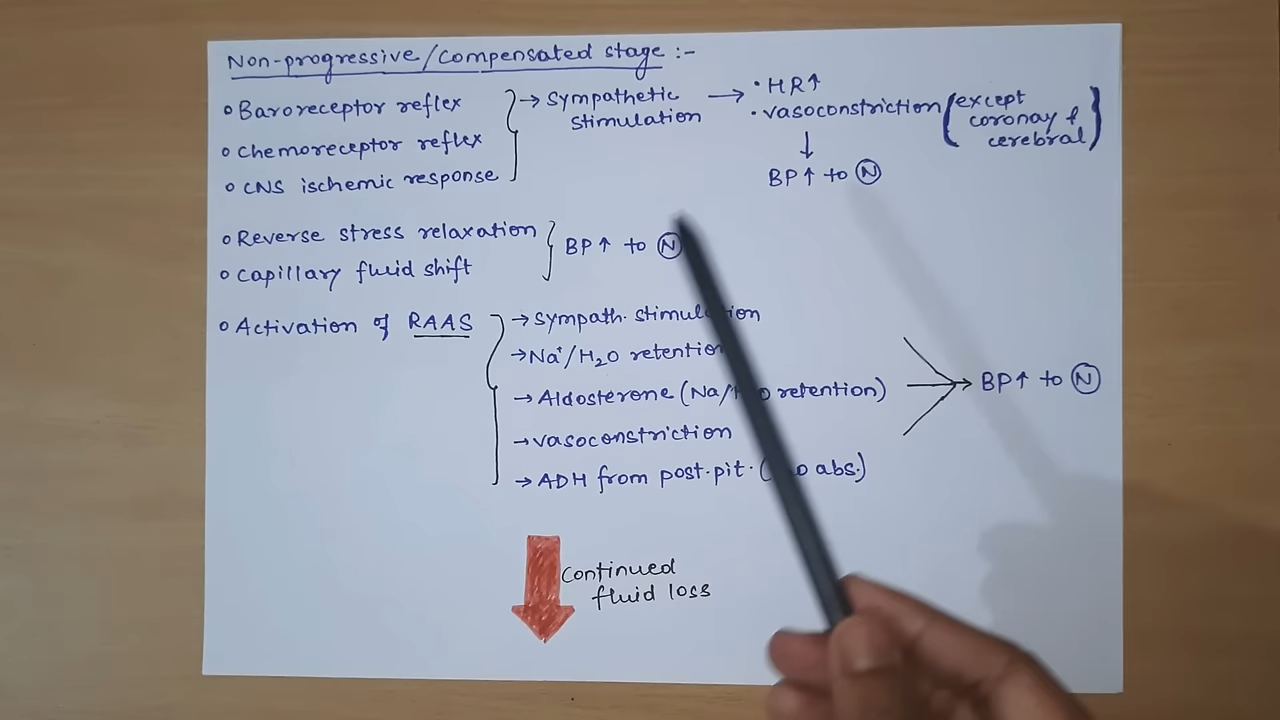 Non-progressive/compensated stage :-
Baroreceptor reflex
Chemoreceptor reflex
CNS ischemic response
→ Sympathetic stimulation
→ • HR↑
• vasoconstriction (except coronay & cerebral)
↓
BP↑ to Ⓝ
Reverse stress relaxation
Capillary fluid shift
BP↑ to Ⓝ
Activation of RAAS
→ Sympath. stimulation
→ Na⁺/H₂O retention
→ Aldosterone (Na/ retention)
→ vasoconstriction
→ ADH from post. pit. ( abs.)
→ BP↑ to Ⓝ
Continued
fluid loss